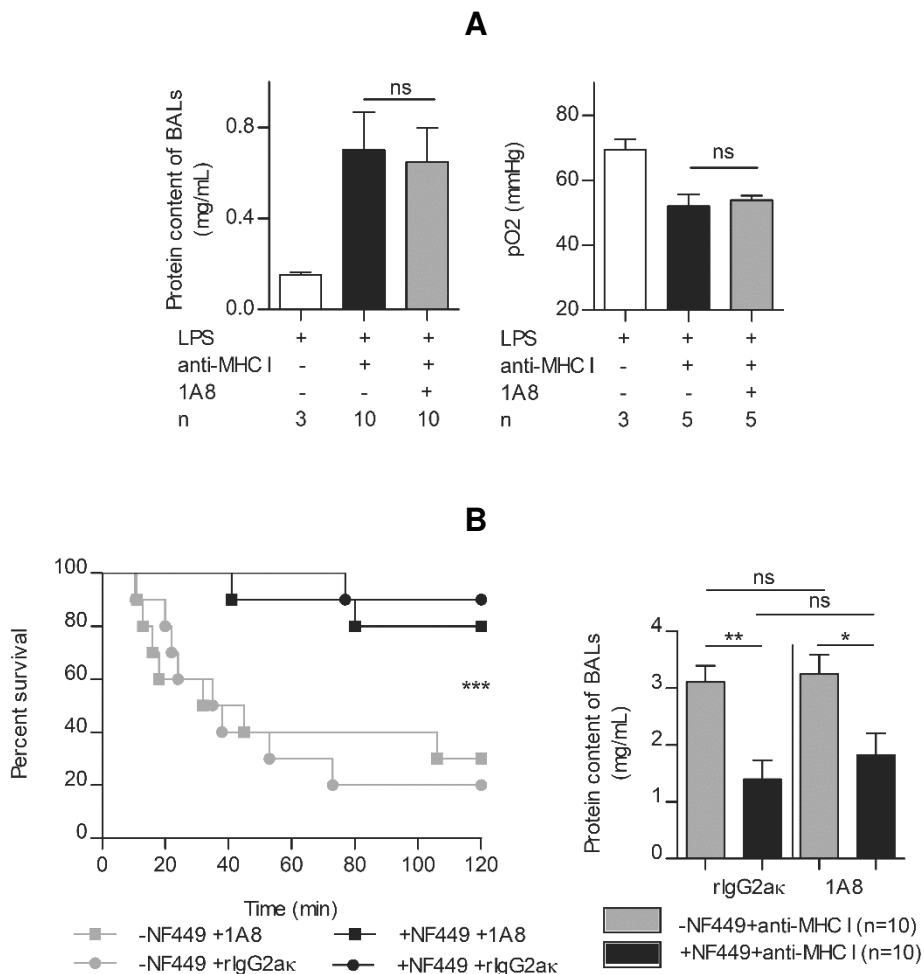 A
Protein content of BALs
(mg/mL)
0.8
0.4
0.0
ns
LPS + + +
anti-MHC I - + +
1A8 - - +
n 3 10 10
pO2 (mmHg)
80
60
40
20
ns
LPS + + +
anti-MHC I - + +
1A8 - - +
n 3 5 5
B
Percent survival
100
80
60
40
20
0
***
0 20 40 60 80 100 120
Time (min)
-NF449 +1A8
+NF449 +1A8
-NF449 +rIgG2aκ
+NF449 +rIgG2aκ
Protein content of BALs
(mg/mL)
4
3
2
1
0
ns
ns
**
*
rIgG2aκ 1A8
-NF449+anti-MHC I (n=10)
+NF449+anti-MHC I (n=10)